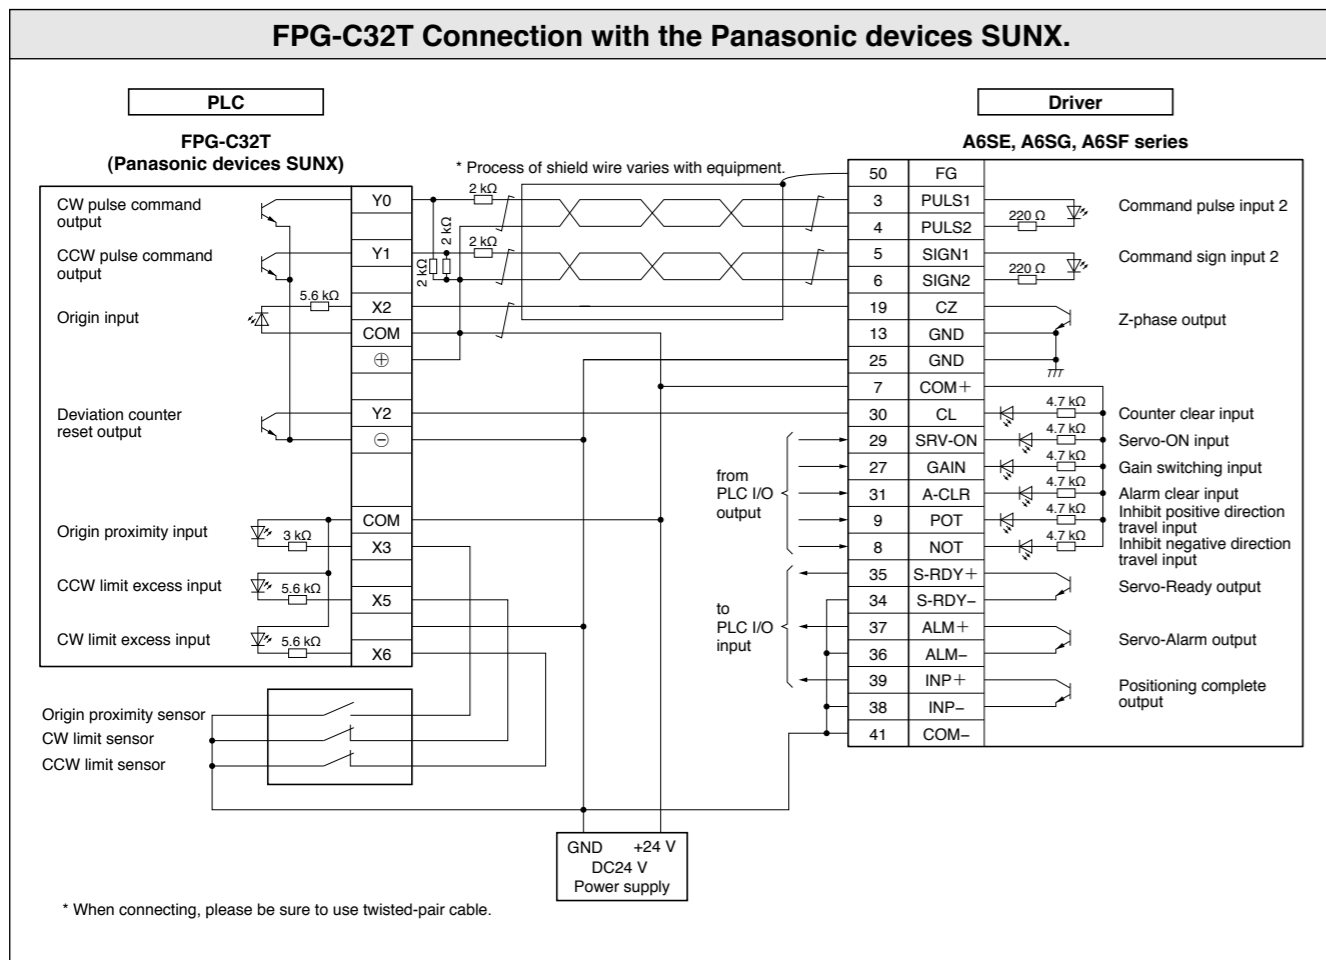 FPG-C32T Connection with the Panasonic devices SUNX.
PLC
Driver
FPG-C32T
(Panasonic devices SUNX)
A6SE, A6SG, A6SF series
* Process of shield wire varies with equipment.
CW pulse command
output
CCW pulse command
output
Origin input
Deviation counter
reset output
Origin proximity input
CCW limit excess input
CW limit excess input
5.6 kΩ
3 kΩ
5.6 kΩ
5.6 kΩ
Y0
Y1
X2
COM
⊕
Y2
⊖
COM
X3
X5
X6
2 kΩ
2 kΩ
2 kΩ
2 kΩ
50 FG
3 PULS1
4 PULS2
5 SIGN1
6 SIGN2
19 CZ
13 GND
25 GND
7 COM+
30 CL
29 SRV-ON
27 GAIN
31 A-CLR
9 POT
8 NOT
35 S-RDY+
34 S-RDY−
37 ALM+
36 ALM−
39 INP+
38 INP−
41 COM−
220 Ω
220 Ω
4.7 kΩ
4.7 kΩ
4.7 kΩ
4.7 kΩ
4.7 kΩ
4.7 kΩ
Command pulse input 2
Command sign input 2
Z-phase output
Counter clear input
Servo-ON input
Gain switching input
Alarm clear input
Inhibit positive direction
travel input
Inhibit negative direction
travel input
Servo-Ready output
Servo-Alarm output
Positioning complete
output
from
PLC I/O
output
to
PLC I/O
input
Origin proximity sensor
CW limit sensor
CCW limit sensor
GND +24 V
DC24 V
Power supply
* When connecting, please be sure to use twisted-pair cable.